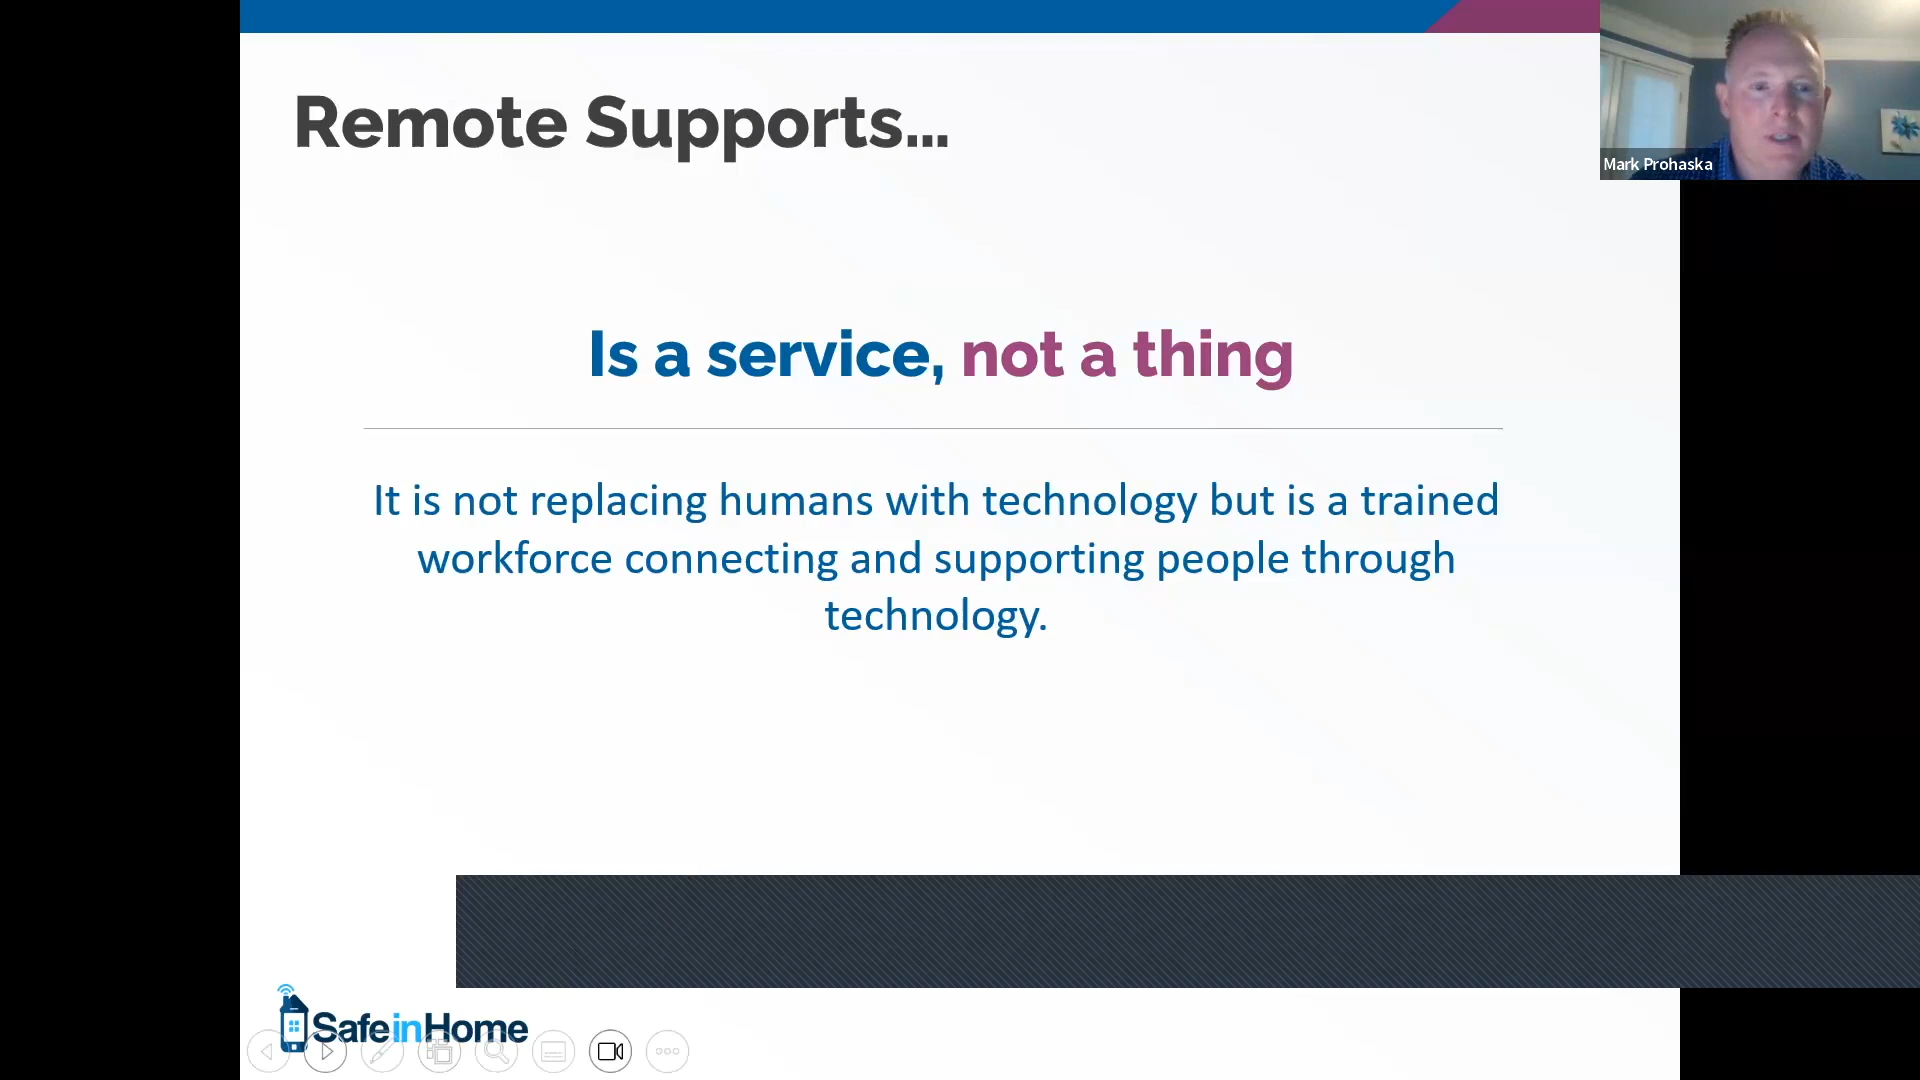 Remote Supports...
Mark Prohaska
Is a service, not a thing
It is not replacing humans with technology but is a trained
workforce connecting and supporting people through
technology.
SafeinHome